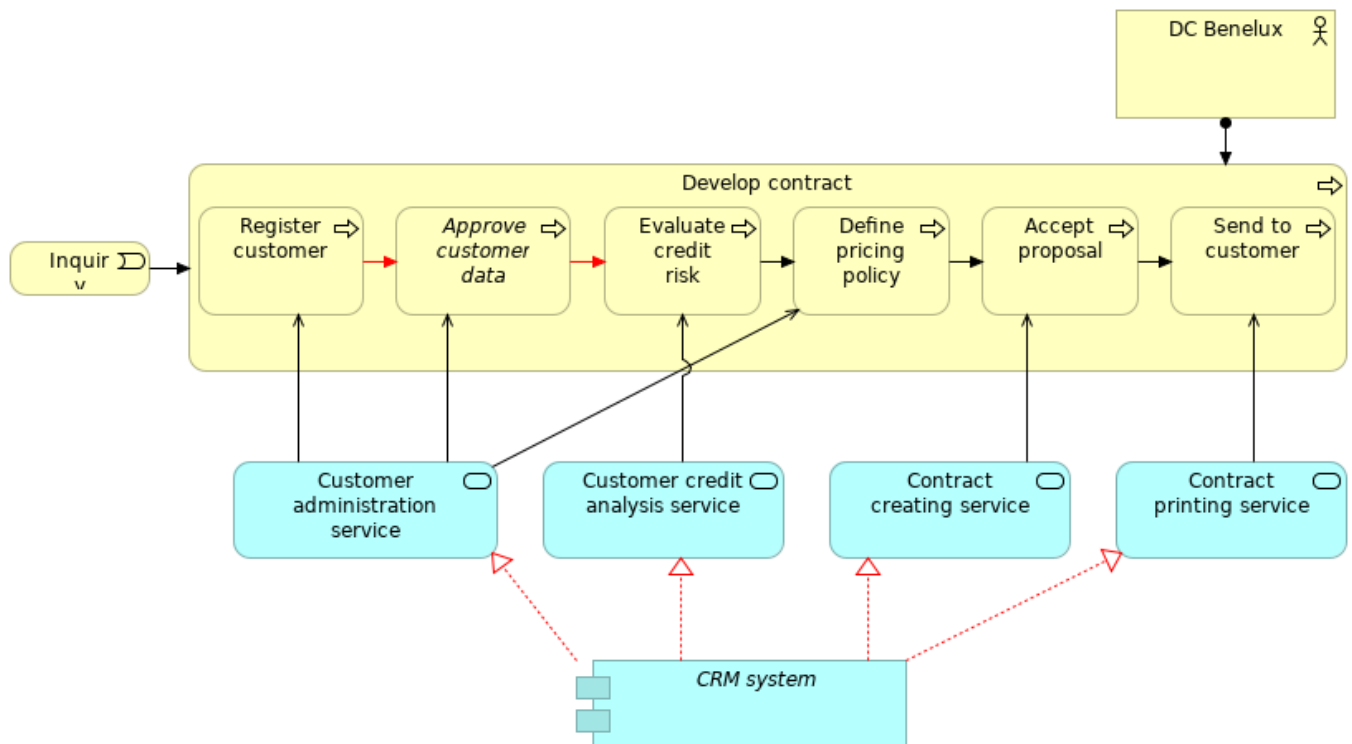 DC Benelux
Develop contract
Inquir
y
Register
customer
Approve
customer
data
Evaluate
credit
risk
Define
pricing
policy
Accept
proposal
Send to
customer
Customer
administration
service
Customer credit
analysis service
Contract
creating service
Contract
printing service
CRM system